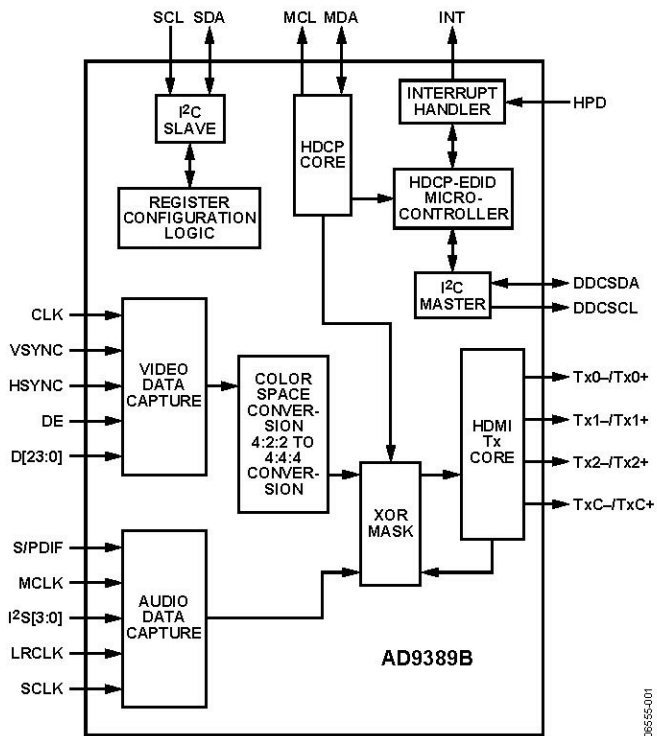 SCL SDA MCL MDA INT
I²C
SLAVE
REGISTER
CONFIGURATION
LOGIC
HDCP
CORE
INTERRUPT
HANDLER
HPD
HDCP-EDID
MICRO-
CONTROLLER
I²C
MASTER
DDCSDA
DDCSCL
CLK
VSYNC
HSYNC
DE
D[23:0]
VIDEO
DATA
CAPTURE
COLOR
SPACE
CONVER-
SION
4:2:2 TO
4:4:4
CONVER-
SION
XOR
MASK
HDMI
Tx
CORE
Tx0–/Tx0+
Tx1–/Tx1+
Tx2–/Tx2+
TxC–/TxC+
S/PDIF
MCLK
I²S[3:0]
LRCLK
SCLK
AUDIO
DATA
CAPTURE
AD9389B
06555-001